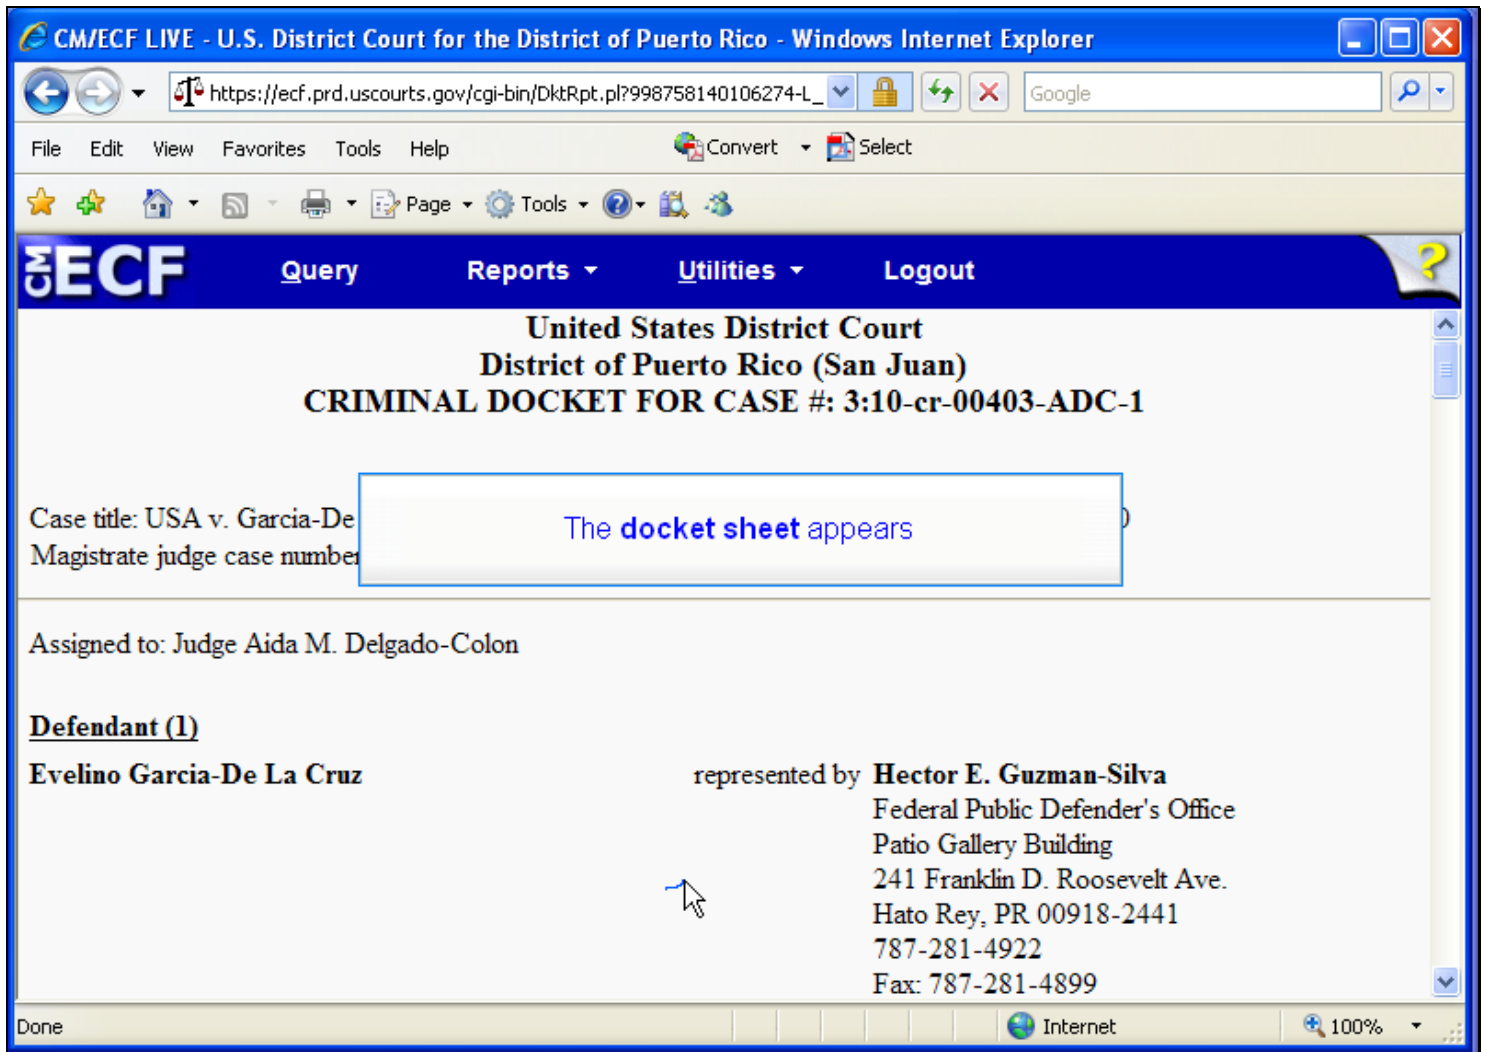 CM/ECF LIVE - U.S. District Court for the District of Puerto Rico - Windows Internet Explorer
https://ecf.prd.uscourts.gov/cgi-bin/DktRpt.pl?998758140106274-L_
Google
File Edit View Favorites Tools Help Convert Select
Page Tools
CM ECF Query Reports Utilities Logout ?
United States District Court
District of Puerto Rico (San Juan)
CRIMINAL DOCKET FOR CASE #: 3:10-cr-00403-ADC-1
Case title: USA v. Garcia-De
The docket sheet appears
Magistrate judge case number
Assigned to: Judge Aida M. Delgado-Colon
Defendant (1)
Evelino Garcia-De La Cruz represented by Hector E. Guzman-Silva
Federal Public Defender's Office
Patio Gallery Building
241 Franklin D. Roosevelt Ave.
Hato Rey, PR 00918-2441
787-281-4922
Fax: 787-281-4899
Done Internet 100%